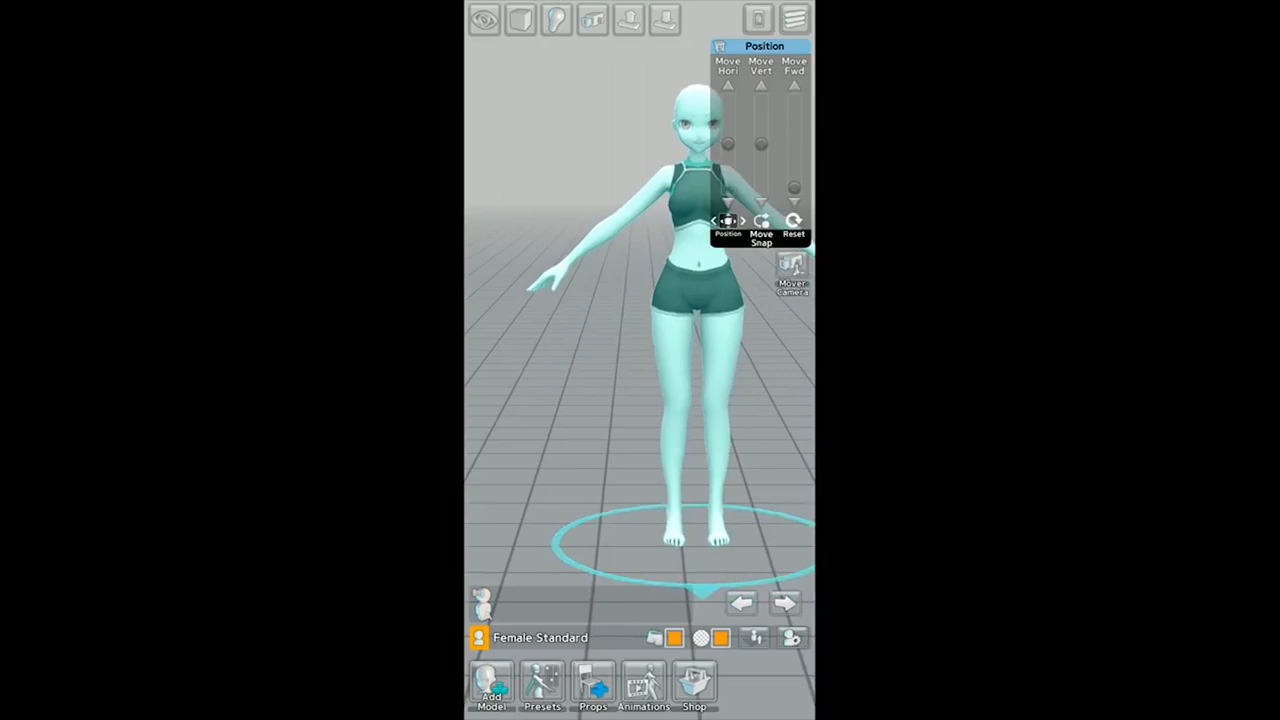 Position
Move Hori
Move Vert
Move Fwd
Position
Move Snap
Reset
Mover Camera
Female Standard
Add Model
Presets
Props
Animations
Shop